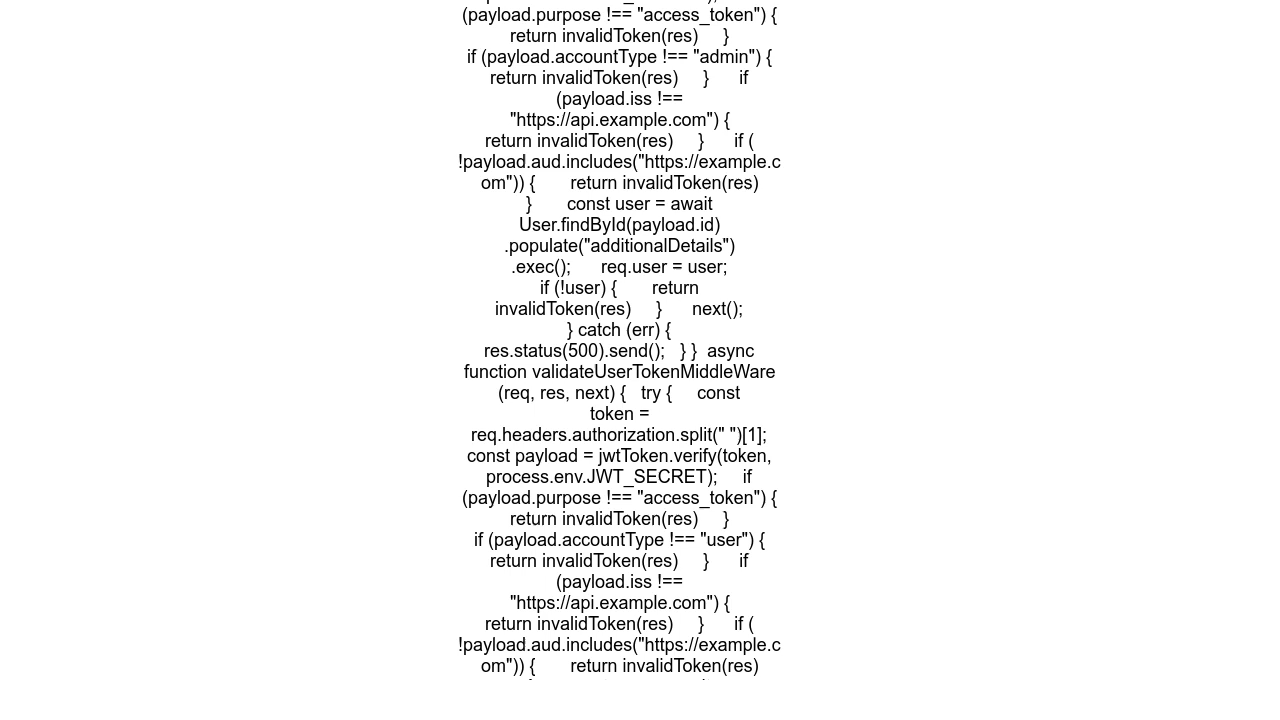 (payload.purpose !== "access_token") {
return invalidToken(res)     }
if (payload.accountType !== "admin") {
return invalidToken(res)     }      if
(payload.iss !==
"https://api.example.com") {
return invalidToken(res)     }      if (
!payload.aud.includes("https://example.c
om")) {       return invalidToken(res)
}       const user = await
User.findById(payload.id)
.populate("additionalDetails")
.exec();      req.user = user;
if (!user) {       return
invalidToken(res)     }      next();
} catch (err) {
res.status(500).send();   } }  async
function validateUserTokenMiddleWare
(req, res, next) {   try {     const
token =
req.headers.authorization.split(" ")[1];
const payload = jwtToken.verify(token,
process.env.JWT_SECRET);     if
(payload.purpose !== "access_token") {
return invalidToken(res)     }
if (payload.accountType !== "user") {
return invalidToken(res)     }      if
(payload.iss !==
"https://api.example.com") {
return invalidToken(res)     }      if (
!payload.aud.includes("https://example.c
om")) {       return invalidToken(res)